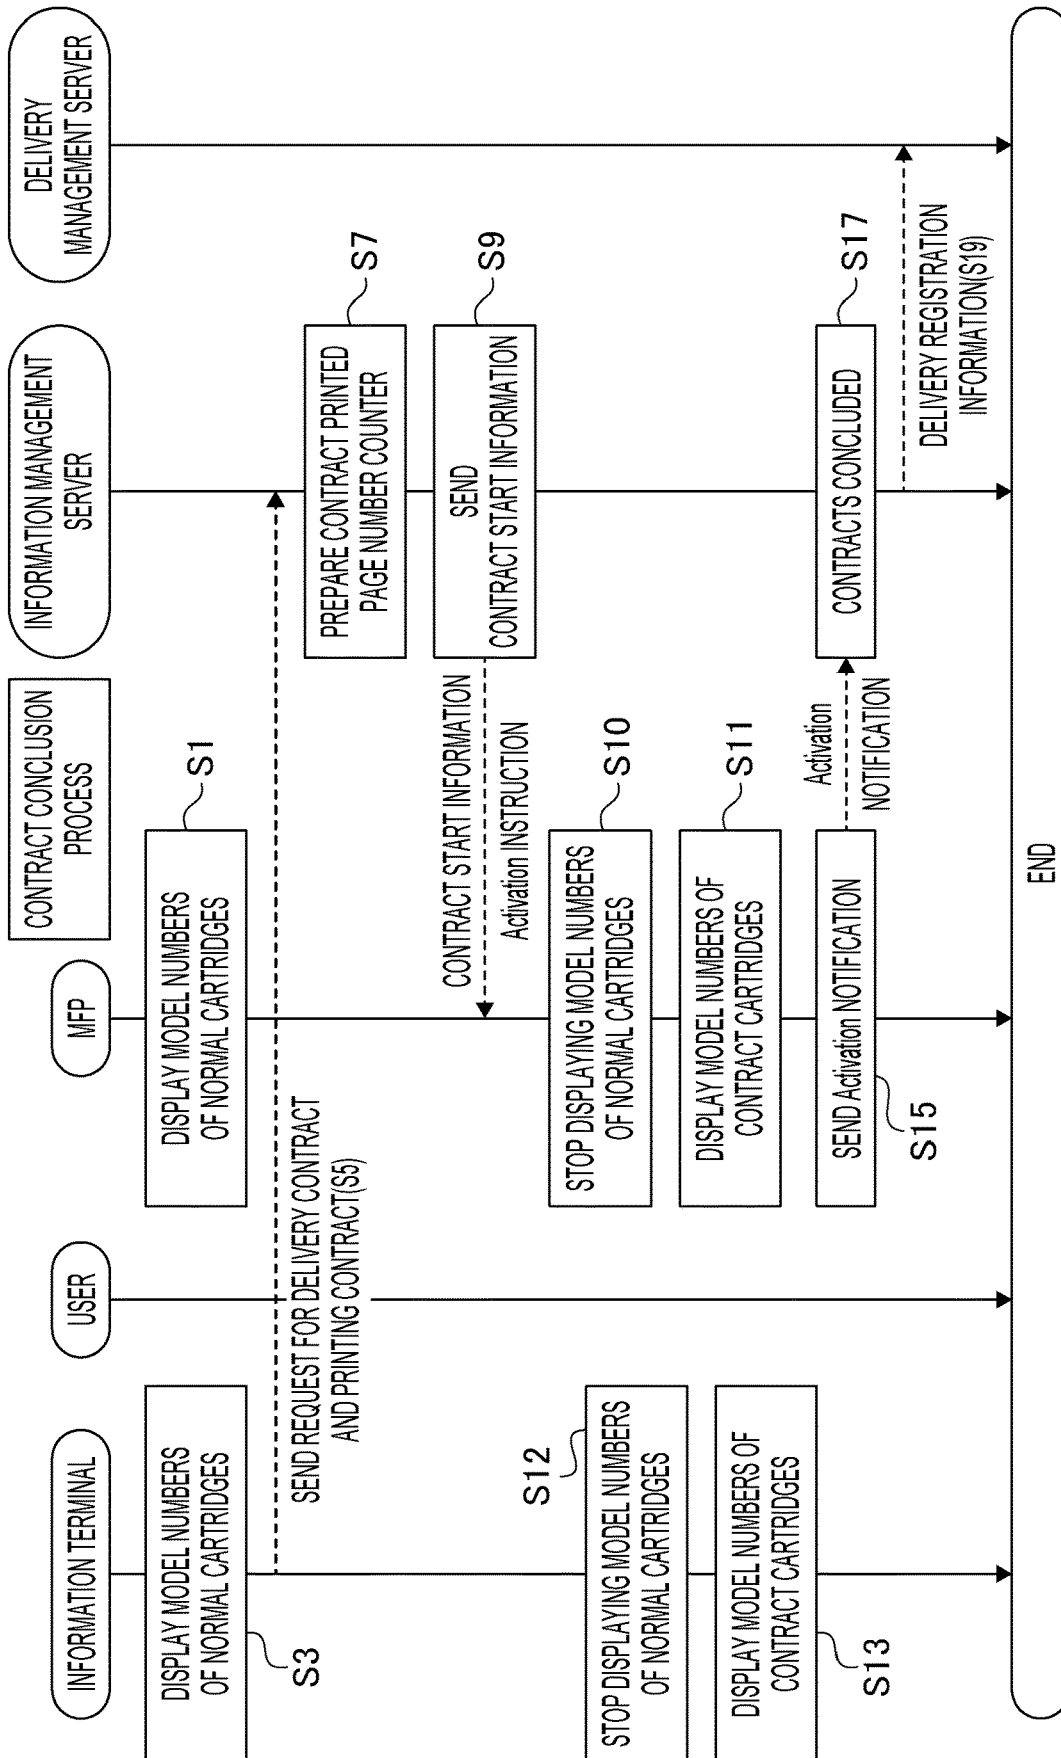 CONTRACT CONCLUSION
PROCESS
INFORMATION TERMINAL
USER
MFP
INFORMATION MANAGEMENT
SERVER
DELIVERY
MANAGEMENT SERVER
DISPLAY MODEL NUMBERS
OF NORMAL CARTRIDGES
S3
DISPLAY MODEL NUMBERS
OF NORMAL CARTRIDGES
S1
SEND REQUEST FOR DELIVERY CONTRACT
AND PRINTING CONTRACT(S5)
PREPARE CONTRACT PRINTED
PAGE NUMBER COUNTER
S7
SEND
CONTRACT START INFORMATION
S9
CONTRACT START INFORMATION
Activation INSTRUCTION
STOP DISPLAYING MODEL NUMBERS
OF NORMAL CARTRIDGES
S10
STOP DISPLAYING MODEL NUMBERS
OF NORMAL CARTRIDGES
S12
DISPLAY MODEL NUMBERS OF
CONTRACT CARTRIDGES
S11
DISPLAY MODEL NUMBERS OF
CONTRACT CARTRIDGES
S13
SEND Activation NOTIFICATION
S15
Activation
NOTIFICATION
CONTRACTS CONCLUDED
S17
DELIVERY REGISTRATION
INFORMATION(S19)
END